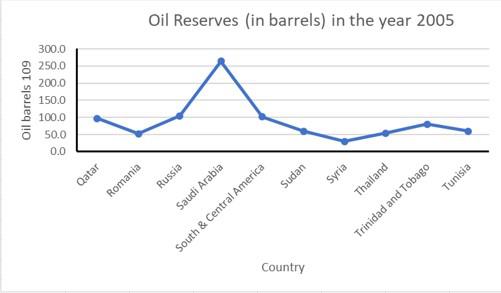 Oil Reserves (in barrels) in the year 2005
Oil barrels 109
300.0
250.0
200.0
150.0
100.0
50.0
0.0
Qatar
Romania
Russia
Saudi Arabia
South & Central America
Sudan
Syria
Thailand
Trinidad and Tobago
Tunisia
Country